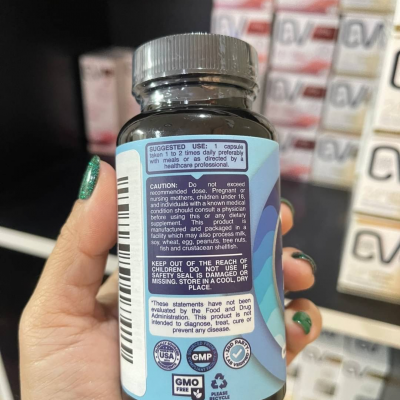 SUGGESTED USE: 1 capsule
taken 1 to 2 times daily preferably
with meals or as directed by a
healthcare professional.
CAUTION: Do not exceed
recommended dose. Pregnant or
nursing mothers, children under 18,
and individuals with a known medical
condition should consult a physician
before using this or any dietary
supplement. This product is
manufactured and packaged in a
facility which may also process milk,
soy, wheat, egg, peanuts, tree nuts,
fish and crustacean shellfish.
KEEP OUT OF THE REACH OF
CHILDREN. DO NOT USE IF
SAFETY SEAL IS DAMAGED OR
MISSING. STORE IN A COOL, DRY
PLACE.
*These statements have not been
evaluated by the Food and Drug
Administration. This product is not
intended to diagnose, treat, cure or
prevent any disease.
USA
GMP
GMO
FREE
PLEASE
RECYCLE